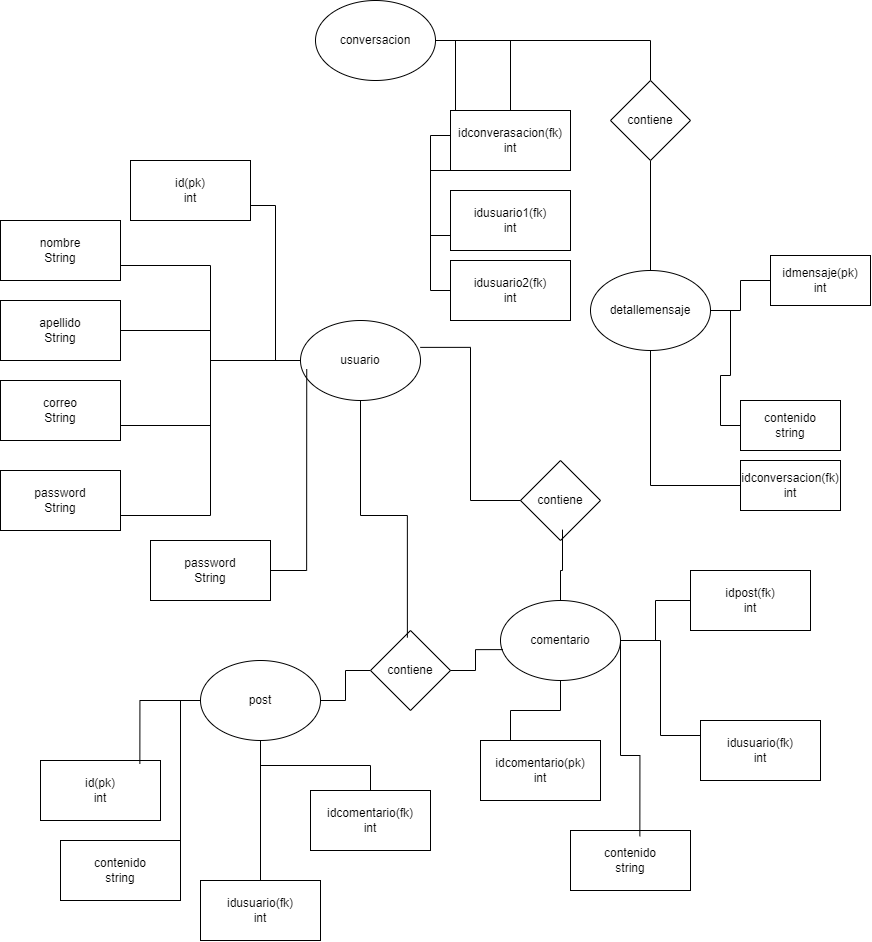 conversacion
contiene
idconverasacion(fk)
int
id(pk)
int
idusuario1(fk)
int
nombre
String
idusuario2(fk)
int
idmensaje(pk)
int
detallemensaje
apellido
String
usuario
correo
String
contenido
string
password
String
idconversacion(fk)
int
contiene
password
String
idpost(fk)
int
comentario
contiene
post
idusuario(fk)
int
idcomentario(pk)
int
id(pk)
int
idcomentario(fk)
int
contenido
string
contenido
string
idusuario(fk)
int